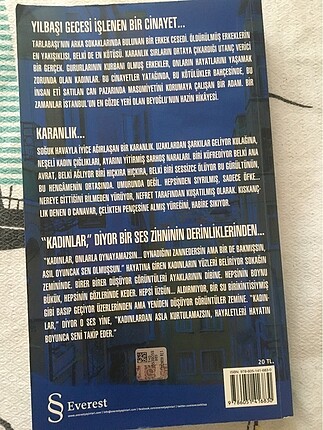 YILBAŞI GECESİ İŞLENEN BİR CİNAYET...
TARLABAŞI'NIN ARKA SOKAKLARINDA BULUNAN BİR ERKEK CESEDİ. ÖLDÜRÜLMÜŞ ERKEKLERİN
EN YAKIŞIKLISI, BELKİ DE EN KÖTÜSÜ. KARANLIK SIRLARIN ORTAYA ÇIKARDIĞI UTANÇ VERİCİ
BİR GERÇEK. GURURLARININ KURBANI OLMUŞ ERKEKLER, ONLARIN HAYATLARINI YAŞAMAK
ZORUNDA OLAN KADINLAR. BU CİNAYETLER YATAĞINDA, BU KÖTÜLÜKLER BAHÇESİNDE, BU
İNSAN ETİ SATILAN CAN PAZARINDA MASUMİYETİNİ KORUMAYA ÇALIŞAN BİR ADAM. BİR
ZAMANLAR İSTANBUL'UN EN GÖZDE YERİ OLAN BEYOĞLU'NUN HAZİN HİKÂYESİ.
KARANLIK...
SOĞUK HAVAYLA İYİCE AĞIRLAŞAN BİR KARANLIK. UZAKLARDAN ŞARKILAR GELİYOR KULAĞINA,
NEŞELİ KADIN ÇIĞLIKLARI, AYARINI YİTİRMİŞ SARHOŞ NARALARI. BİRİ KÜFREDİYOR BELKİ ANA
AVRAT, BELKİ AĞLIYOR BİRİ HIÇKIRA HIÇKIRA, BELKİ BİRİ SESSİZCE ÖLÜYOR BU GÜRÜLTÜNÜN,
BU HENGÂMENİN ORTASINDA. UMURUNDA DEĞİL. HEPSİNDEN SIYRILMIŞ, SADECE ÖFKE...
NEREYE GİTTİĞİNİ BİLMEDEN YÜRÜYOR, NEFRET TARAFINDAN KUŞATILMIŞ OLARAK. KISKANÇ-
LIK DENEN O CANAVAR, ÇELİKTEN PENÇESİNE ALMIŞ YÜREĞİNİ, HABİRE SIKIYOR.
"KADINLAR," DİYOR BİR SES ZİHNİNİN DERİNLİKLERİNDEN...
"KADINLAR, ONLARLA OYNAYAMAZSIN... OYNADIĞINI ZANNEDERSİN AMA BİR DE BAKMIŞSIN,
ASIL OYUNCAK SEN OLMUŞSUN." HAYATINA GİREN KADINLARIN YÜZLERİ BELİRİYOR SOKAĞIN
ZEMİNİNDE. BİRER BİRER DÜŞÜYOR GÖRÜNTÜLERİ AYAKLARININ DİBİNE. HEPSİNİN BOYNU
BÜKÜK, HEPSİNİN GÖZLERİNDE KEDER. HEPSİ ÜZGÜN... ALDIRMIYOR, BİR SU BİRİKİNTİSİYMİŞ
GİBİ BASIP GEÇİYOR ÜZERLERİNDEN AMA YENİDEN DÜŞÜYOR GÖRÜNTÜLER ZEMİNE. "KADIN-
LAR," DİYOR O SES YİNE, "KADINLARDAN ASLA KURTULAMAZSIN, HAYALETLERİ HAYATIN
BOYUNCA SENİ TAKİP EDER."
20 TL.
Everest